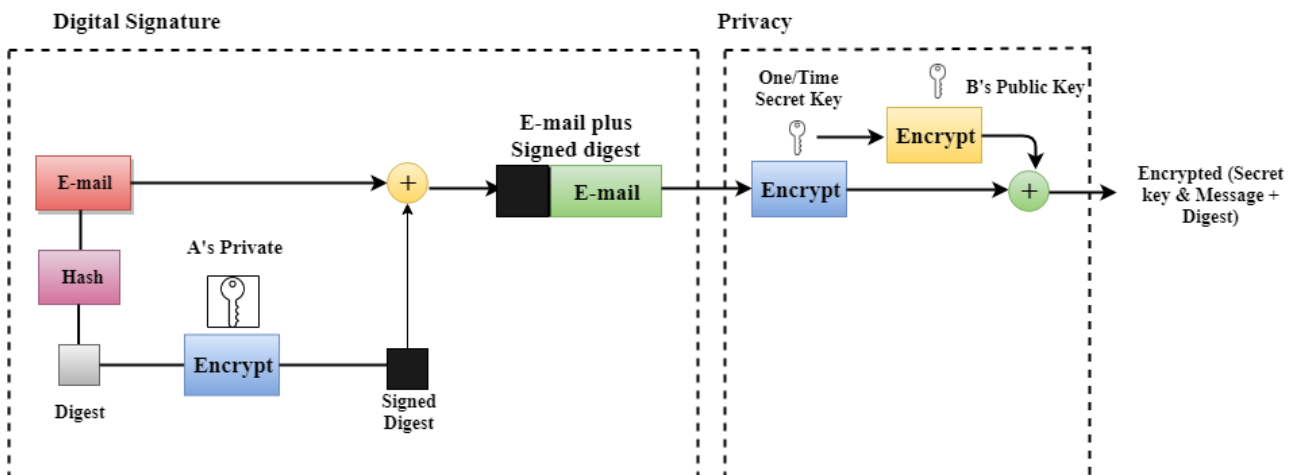 Digital Signature
Privacy
One/Time
Secret Key
B's Public Key
E-mail plus
Signed digest
Encrypt
E-mail
+
E-mail
Encrypt
+
Encrypted (Secret
key & Message +
Digest)
A's Private
Hash
Encrypt
Digest
Signed
Digest